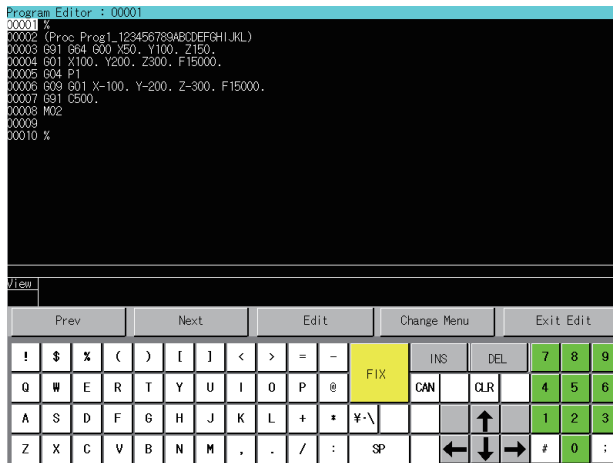 Program Editor : 00001
00001 %
00002 (Proc Prog1_123456789ABCDEFGHIJKL)
00003 G91 G64 G00 X50. Y100. Z150.
00004 G01 X100. Y200. Z300. F15000.
00005 G04 P1
00006 G09 G01 X-100. Y-200. Z-300. F15000.
00007 G91 C500.
00008 M02
00009
00010 %
View
Prev Next Edit Change Menu Exit Edit
! $ % ( ) [ ] < > = − FIX INS DEL 7 8 9
Q W E R T Y U I O P @ CAN CLR 4 5 6
A S D F G H J K L + * ¥·\ ↑ 1 2 3
Z X C V B N M , . / : SP ← ↓ → # 0 ;